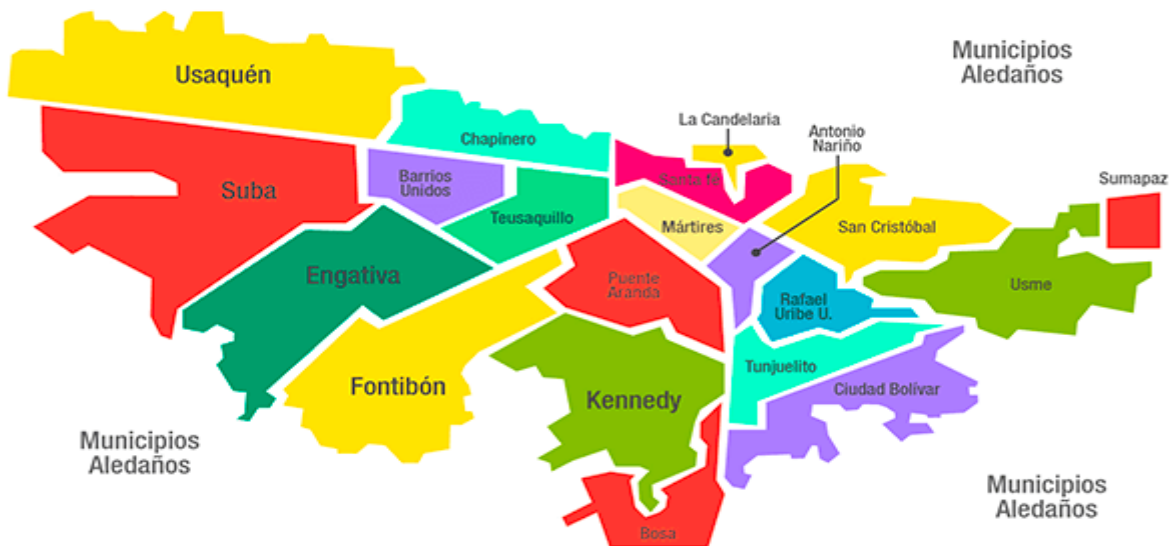 Usaquén
Municipios
Aledaños
La Candelaria
Antonio
Nariño
Chapinero
Santa fe
Sumapaz
Barrios
Unidos
Suba
Teusaquillo
Mártires
San Cristóbal
Engativa
Puente
Aranda
Rafael
Uribe U.
Usme
Fontibón
Kennedy
Tunjuelito
Ciudad Bolívar
Municipios
Aledaños
Municipios
Aledaños
Bosa